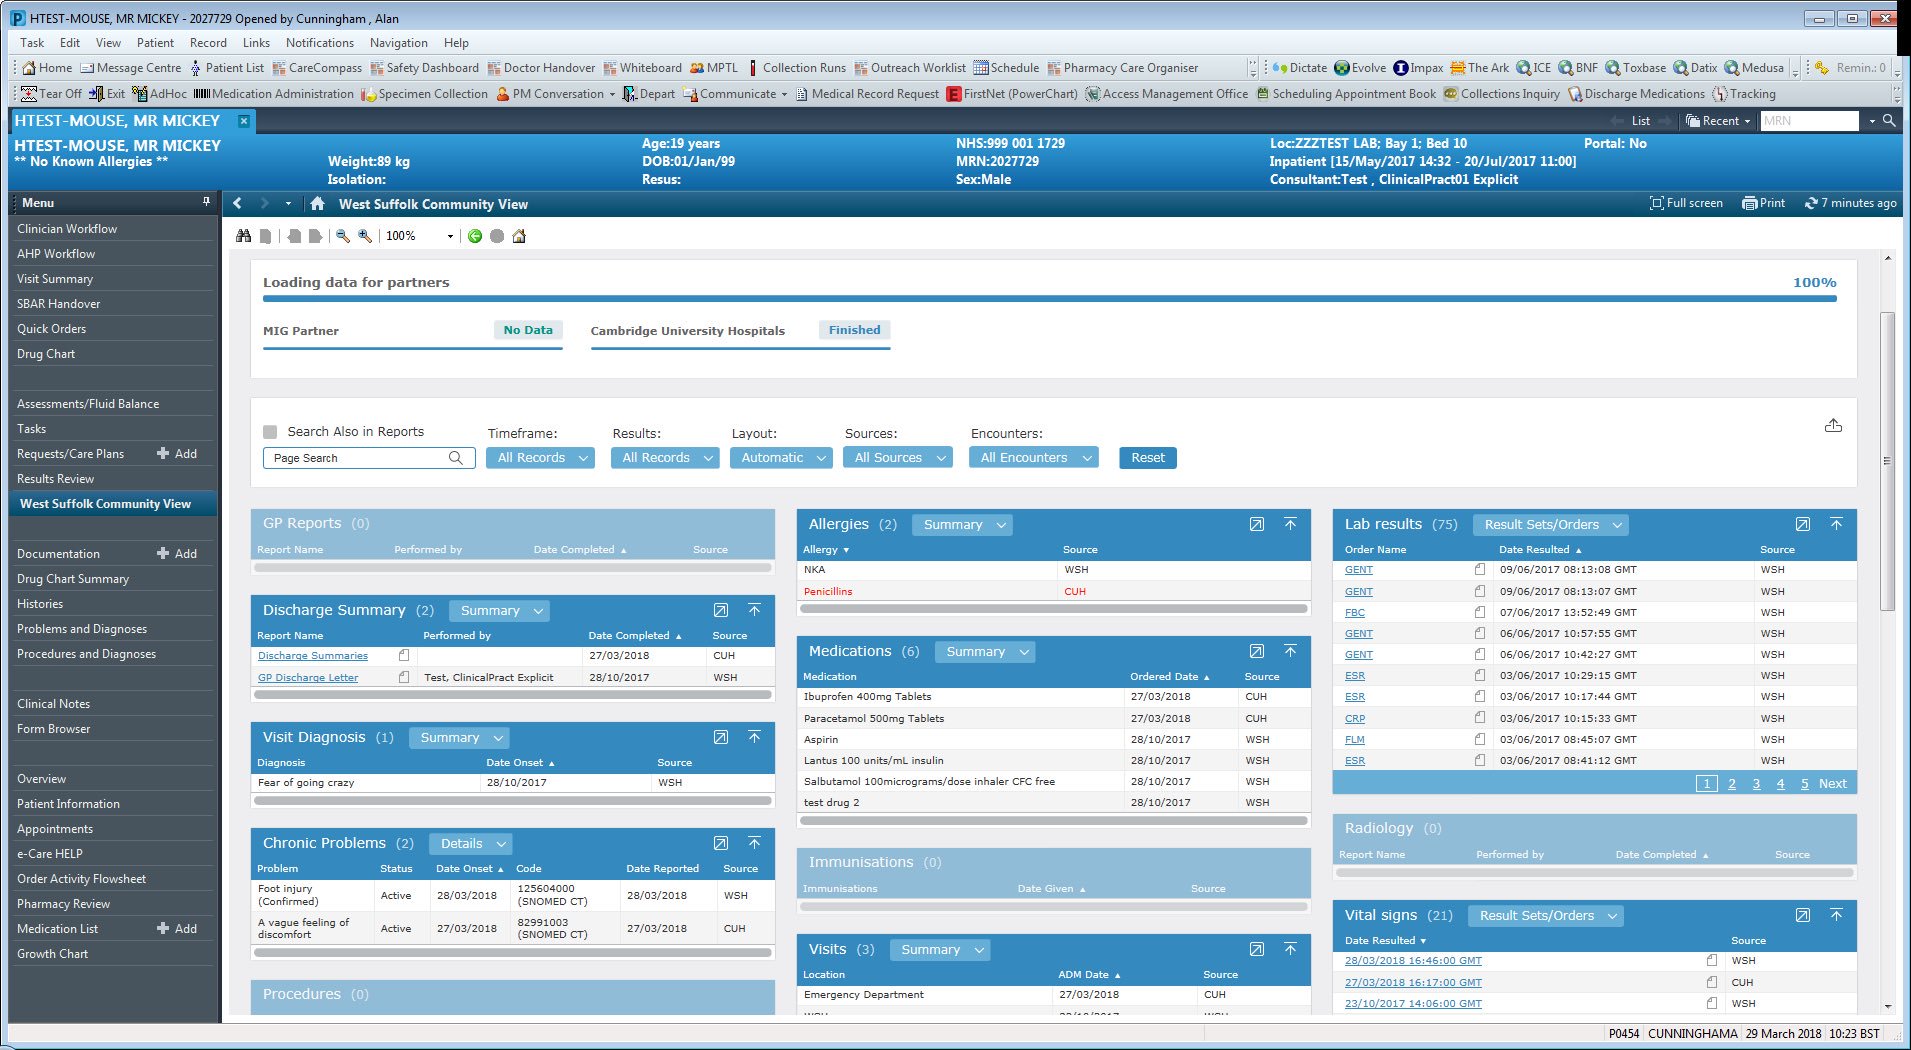 HTEST-MOUSE, MR MICKEY - 2027729 Opened by Cunningham , Alan
Task Edit View Patient Record Links Notifications Navigation Help
Home Message Centre Patient List CareCompass Safety Dashboard Doctor Handover Whiteboard MPTL Collection Runs Outreach Worklist Schedule Pharmacy Care Organiser Dictate Evolve Impax The Ark ICE BNF Toxbase Datix Medusa Remin.: 0
Tear Off Exit AdHoc Medication Administration Specimen Collection PM Conversation Depart Communicate Medical Record Request FirstNet (PowerChart) Access Management Office Scheduling Appointment Book Collections Inquiry Discharge Medications Tracking
HTEST-MOUSE, MR MICKEY List Recent MRN
HTEST-MOUSE, MR MICKEY Age:19 years NHS:999 001 1729 Loc:ZZZTEST LAB; Bay 1; Bed 10 Portal: No
** No Known Allergies ** Weight:89 kg DOB:01/Jan/99 MRN:2027729 Inpatient [15/May/2017 14:32 - 20/Jul/2017 11:00]
Isolation: Resus: Sex:Male Consultant:Test , ClinicalPract01 Explicit
Menu
Clinician Workflow
AHP Workflow
Visit Summary
SBAR Handover
Quick Orders
Drug Chart
Assessments/Fluid Balance
Tasks
Requests/Care Plans Add
Results Review
West Suffolk Community View
Documentation Add
Drug Chart Summary
Histories
Problems and Diagnoses
Procedures and Diagnoses
Clinical Notes
Form Browser
Overview
Patient Information
Appointments
e-Care HELP
Order Activity Flowsheet
Pharmacy Review
Medication List Add
Growth Chart
West Suffolk Community View Full screen Print 7 minutes ago
100%
Loading data for partners 100%
MIG Partner No Data Cambridge University Hospitals Finished
Search Also in Reports Timeframe: Results: Layout: Sources: Encounters:
Page Search All Records All Records Automatic All Sources All Encounters Reset
GP Reports (0)
Report Name Performed by Date Completed Source
Discharge Summary (2) Summary
Report Name Performed by Date Completed Source
Discharge Summaries 27/03/2018 CUH
GP Discharge Letter Test, ClinicalPract Explicit 28/10/2017 WSH
Visit Diagnosis (1) Summary
Diagnosis Date Onset Source
Fear of going crazy 28/10/2017 WSH
Chronic Problems (2) Details
Problem Status Date Onset Code Date Reported Source
Foot injury (Confirmed) Active 28/03/2018 125604000 (SNOMED CT) 28/03/2018 WSH
A vague feeling of discomfort Active 27/03/2018 82991003 (SNOMED CT) 27/03/2018 CUH
Procedures (0)
Allergies (2) Summary
Allergy Source
NKA WSH
Penicillins CUH
Medications (6) Summary
Medication Ordered Date Source
Ibuprofen 400mg Tablets 27/03/2018 CUH
Paracetamol 500mg Tablets 27/03/2018 CUH
Aspirin 28/10/2017 WSH
Lantus 100 units/mL insulin 28/10/2017 WSH
Salbutamol 100micrograms/dose inhaler CFC free 28/10/2017 WSH
test drug 2 28/10/2017 WSH
Immunisations (0)
Immunisations Date Given Source
Visits (3) Summary
Location ADM Date Source
Emergency Department 27/03/2018 CUH
Lab results (75) Result Sets/Orders
Order Name Date Resulted Source
GENT 09/06/2017 08:13:08 GMT WSH
GENT 09/06/2017 08:13:07 GMT WSH
FBC 07/06/2017 13:52:49 GMT WSH
GENT 06/06/2017 10:57:55 GMT WSH
GENT 06/06/2017 10:42:27 GMT WSH
ESR 03/06/2017 10:29:15 GMT WSH
ESR 03/06/2017 10:17:44 GMT WSH
CRP 03/06/2017 10:15:33 GMT WSH
FLM 03/06/2017 08:45:07 GMT WSH
ESR 03/06/2017 08:41:12 GMT WSH
1 2 3 4 5 Next
Radiology (0)
Report Name Performed by Date Completed Source
Vital signs (21) Result Sets/Orders
Date Resulted Source
28/03/2018 16:46:00 GMT WSH
27/03/2018 16:17:00 GMT CUH
23/10/2017 14:06:00 GMT WSH
P0454 CUNNINGHAMA 29 March 2018 10:23 BST